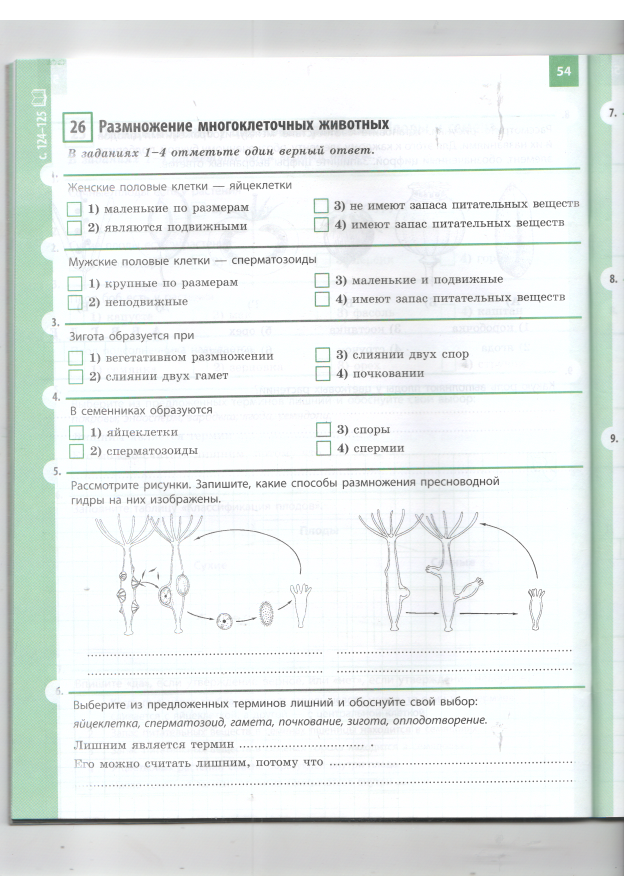 54
с. 124–125
26 Размножение многоклеточных животных
В заданиях 1–4 отметьте один верный ответ.
1.
Женские половые клетки — яйцеклетки
1) маленькие по размерам
3) не имеют запаса питательных веществ
2) являются подвижными
4) имеют запас питательных веществ
2.
Мужские половые клетки — сперматозоиды
1) крупные по размерам
3) маленькие и подвижные
2) неподвижные
4) имеют запас питательных веществ
3.
Зигота образуется при
1) вегетативном размножении
3) слиянии двух спор
2) слиянии двух гамет
4) почковании
4.
В семенниках образуются
1) яйцеклетки
3) споры
2) сперматозоиды
4) спермии
5.
Рассмотрите рисунки. Запишите, какие способы размножения пресноводной
гидры на них изображены.
6.
Выберите из предложенных терминов лишний и обоснуйте свой выбор:
яйцеклетка, сперматозоид, гамета, почкование, зигота, оплодотворение.
Лишним является термин .
Его можно считать лишним, потому что
7.
8.
9.